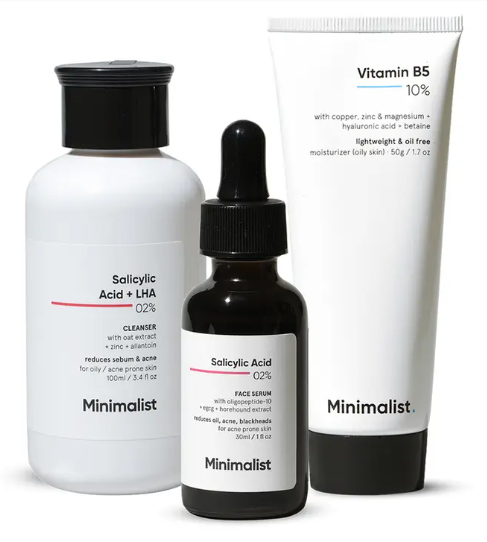 Salicylic
Acid + LHA
02%
CLEANSER
with oat extract
+ zinc + allantoin
reduces sebum & acne
for oily / acne prone skin
100ml / 3.4 fl oz
Minimalist
Salicylic Acid
02%
FACE SERUM
with oligopeptide-10
+ egcg + horehound extract
reduces oil, acne, blackheads
for acne prone skin
30ml / 1 fl oz
Minimalist
Vitamin B5
10%
with copper, zinc & magnesium +
hyaluronic acid + betaine
lightweight & oil free
moisturizer (oily skin) · 50g / 1.7 oz
Minimalist.